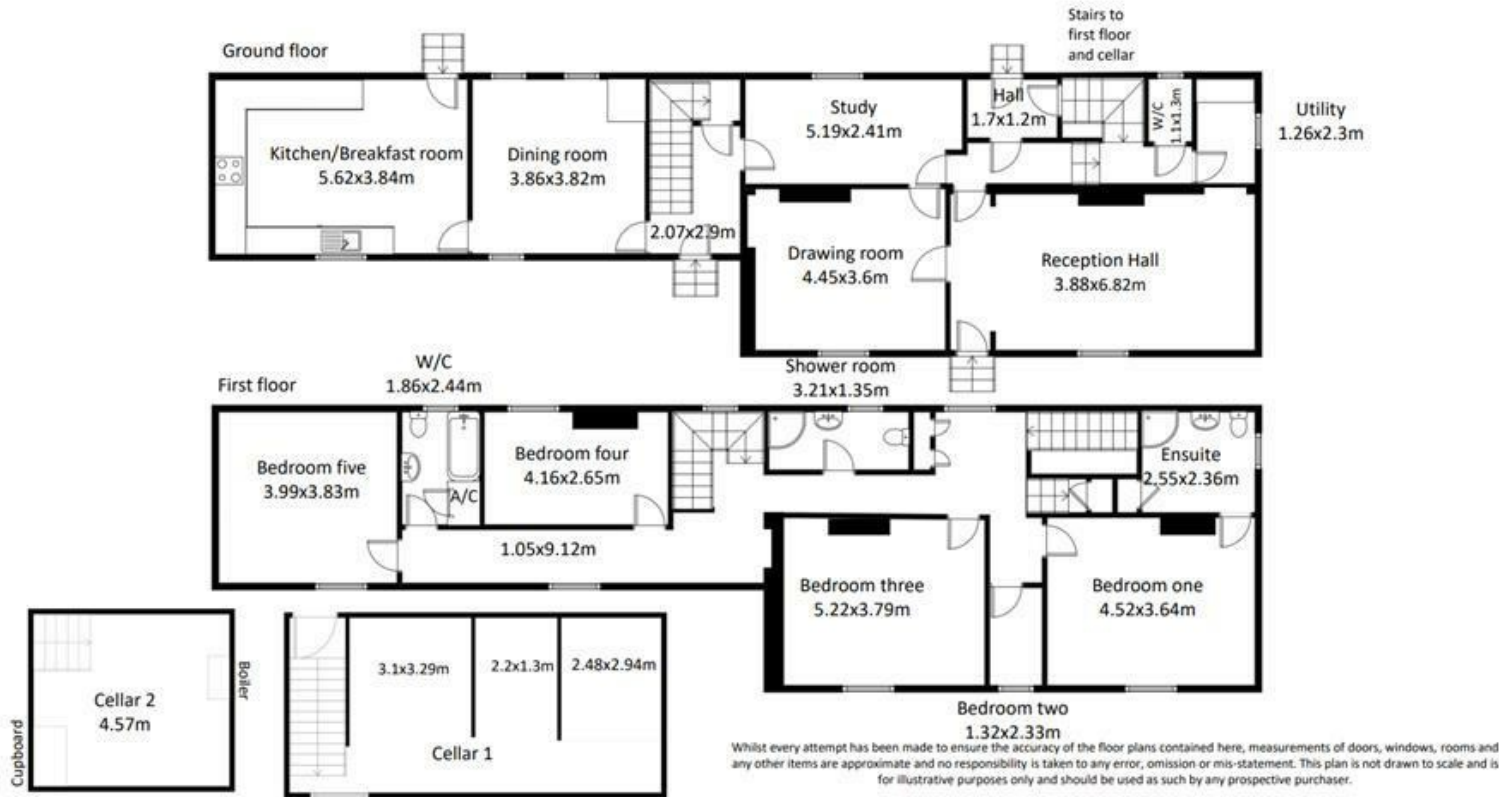 Ground floor
Stairs to
first floor
and cellar
Kitchen/Breakfast room
5.62x3.84m
Dining room
3.86x3.82m
2.07x2.9m
Study
5.19x2.41m
Hall
1.7x1.2m
W/C
1.1x1.3m
Utility
1.26x2.3m
Drawing room
4.45x3.6m
Reception Hall
3.88x6.82m
First floor
W/C
1.86x2.44m
Shower room
3.21x1.35m
Bedroom five
3.99x3.83m
A/C
Bedroom four
4.16x2.65m
Ensuite
2.55x2.36m
1.05x9.12m
Bedroom three
5.22x3.79m
Bedroom one
4.52x3.64m
Bedroom two
1.32x2.33m
Cupboard
Cellar 2
4.57m
Boiler
3.1x3.29m
2.2x1.3m
2.48x2.94m
Cellar 1
Whilst every attempt has been made to ensure the accuracy of the floor plans contained here, measurements of doors, windows, rooms and
any other items are approximate and no responsibility is taken to any error, omission or mis-statement. This plan is not drawn to scale and is
for illustrative purposes only and should be used as such by any prospective purchaser.